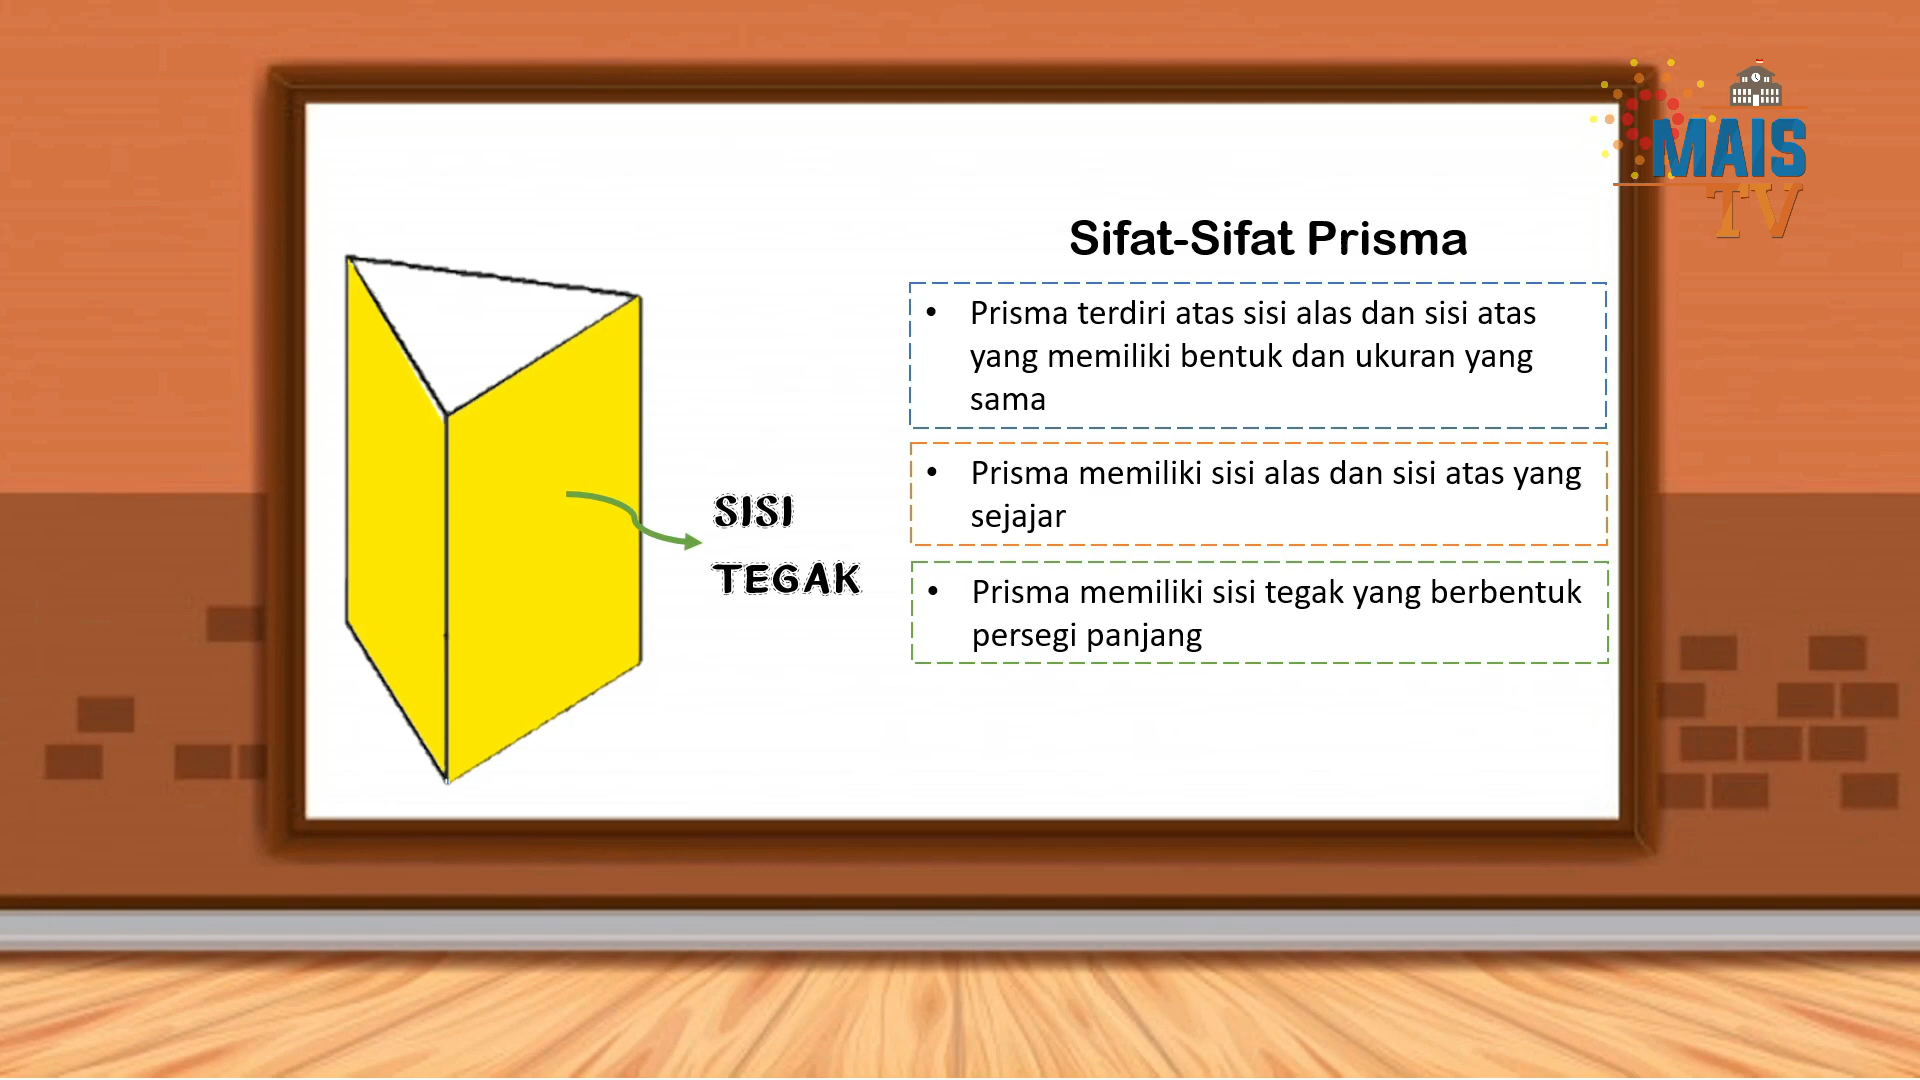 MAIS
TV
Sifat-Sifat Prisma
• Prisma terdiri atas sisi alas dan sisi atas
yang memiliki bentuk dan ukuran yang
sama
• Prisma memiliki sisi alas dan sisi atas yang
sejajar
• Prisma memiliki sisi tegak yang berbentuk
persegi panjang
SISI
TEGAK